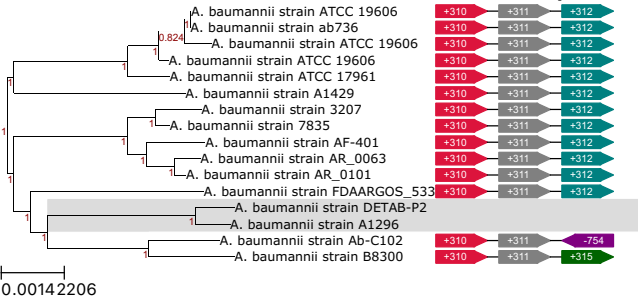 A. baumannii strain ATCC 19606 +310 +311 +312
A. baumannii strain ab736 +310 +311 +312
0.824 A. baumannii strain ATCC 19606 +310 +311 +312
A. baumannii strain ATCC 19606 +310 +311 +312
A. baumannii strain ATCC 17961 +310 +311 +312
A. baumannii strain A1429 +310 +311 +312
A. baumannii strain 3207 +310 +311 +312
A. baumannii strain 7835 +310 +311 +312
A. baumannii strain AF-401 +310 +311 +312
A. baumannii strain AR_0063 +310 +311 +312
A. baumannii strain AR_0101 +310 +311 +312
A. baumannii strain FDAARGOS_533 +310 +311 +312
A. baumannii strain DETAB-P2
A. baumannii strain A1296
A. baumannii strain Ab-C102 +310 +311 -754
A. baumannii strain B8300 +310 +311 +315
1 1 1 1 1 1 1 1 1 1 1 1 1 1
0.00142206